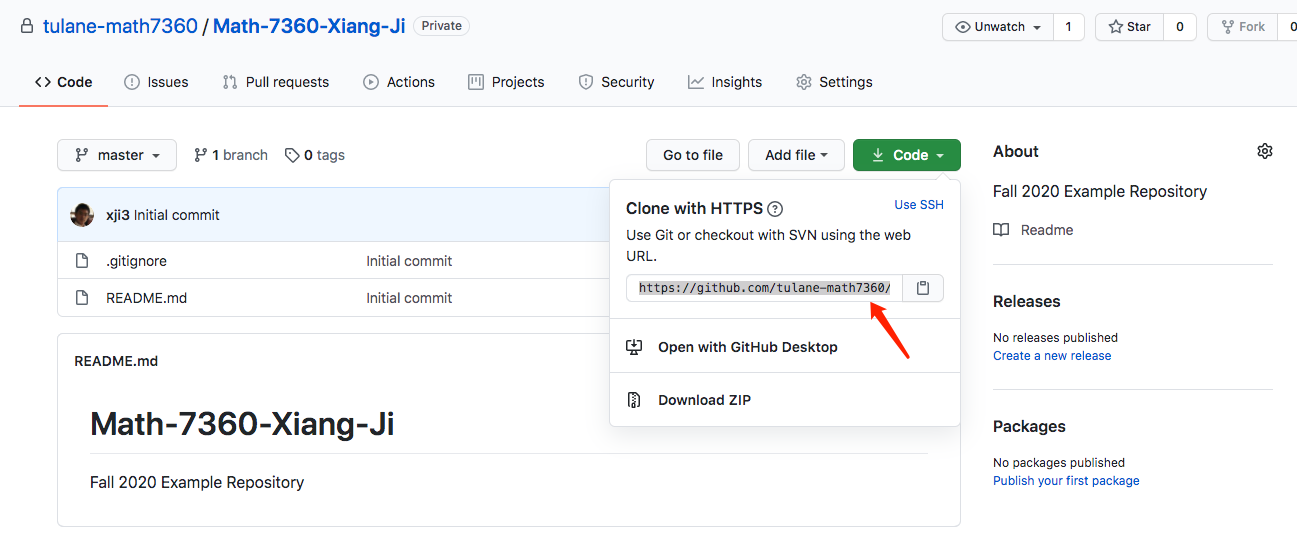 tulane-math7360 / Math-7360-Xiang-Ji Private
Unwatch 1 Star 0 Fork 0
Code Issues Pull requests Actions Projects Security Insights Settings
master 1 branch 0 tags Go to file Add file Code
xji3 Initial commit
.gitignore Initial commit
README.md Initial commit
Clone with HTTPS Use SSH
Use Git or checkout with SVN using the web
URL.
https://github.com/tulane-math7360/
Open with GitHub Desktop
Download ZIP
README.md
Math-7360-Xiang-Ji
Fall 2020 Example Repository
About
Fall 2020 Example Repository
Readme
Releases
No releases published
Create a new release
Packages
No packages published
Publish your first package